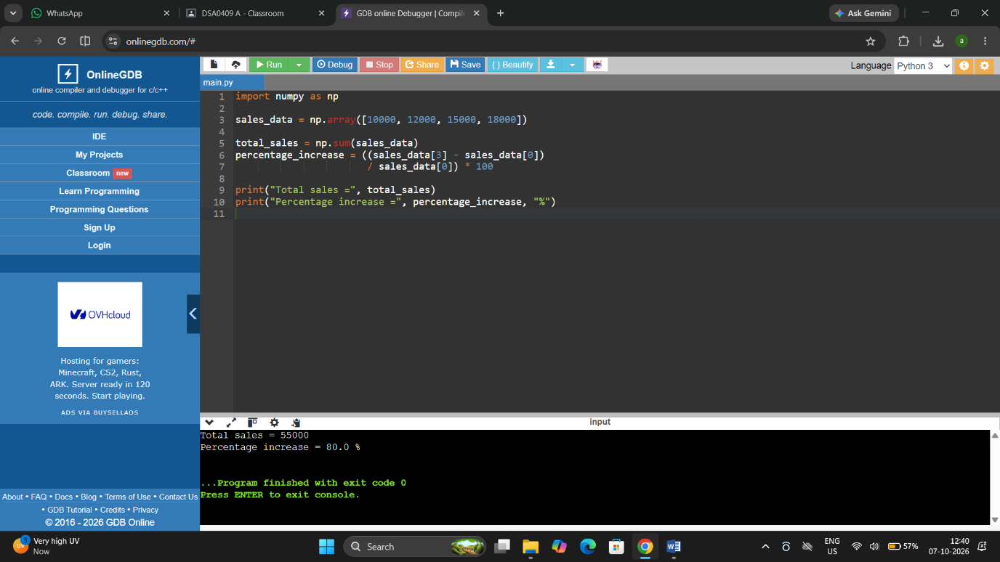 WhatsApp
DSA0409 A - Classroom
GDB online Debugger | Compile
Ask Gemini
onlinegdb.com/#
a
OnlineGDB
online compiler and debugger for c/c++
code. compile. run. debug. share.
IDE
My Projects
Classroom new
Learn Programming
Programming Questions
Sign Up
Login
OVHcloud
Hosting for gamers:
Minecraft, CS2, Rust,
ARK. Server ready in 120
seconds. Start playing.
ADS VIA BUYSELLADS
About • FAQ • Docs • Blog • Terms of Use • Contact Us
• GDB Tutorial • Credits • Privacy
© 2016 - 2026 GDB Online
Run Debug Stop Share Save { } Beautify
Language Python 3
main.py
1 import numpy as np
2
3 sales_data = np.array([10000, 12000, 15000, 18000])
4
5 total_sales = np.sum(sales_data)
6 percentage_increase = ((sales_data[3] - sales_data[0])
7 / sales_data[0]) * 100
8
9 print("Total sales =", total_sales)
10 print("Percentage increase =", percentage_increase, "%")
11
input
Total sales = 55000
Percentage increase = 80.0 %
...Program finished with exit code 0
Press ENTER to exit console.
UV 3
Very high UV
Now
Search
ENG
US
57%
12:40
07-10-2026